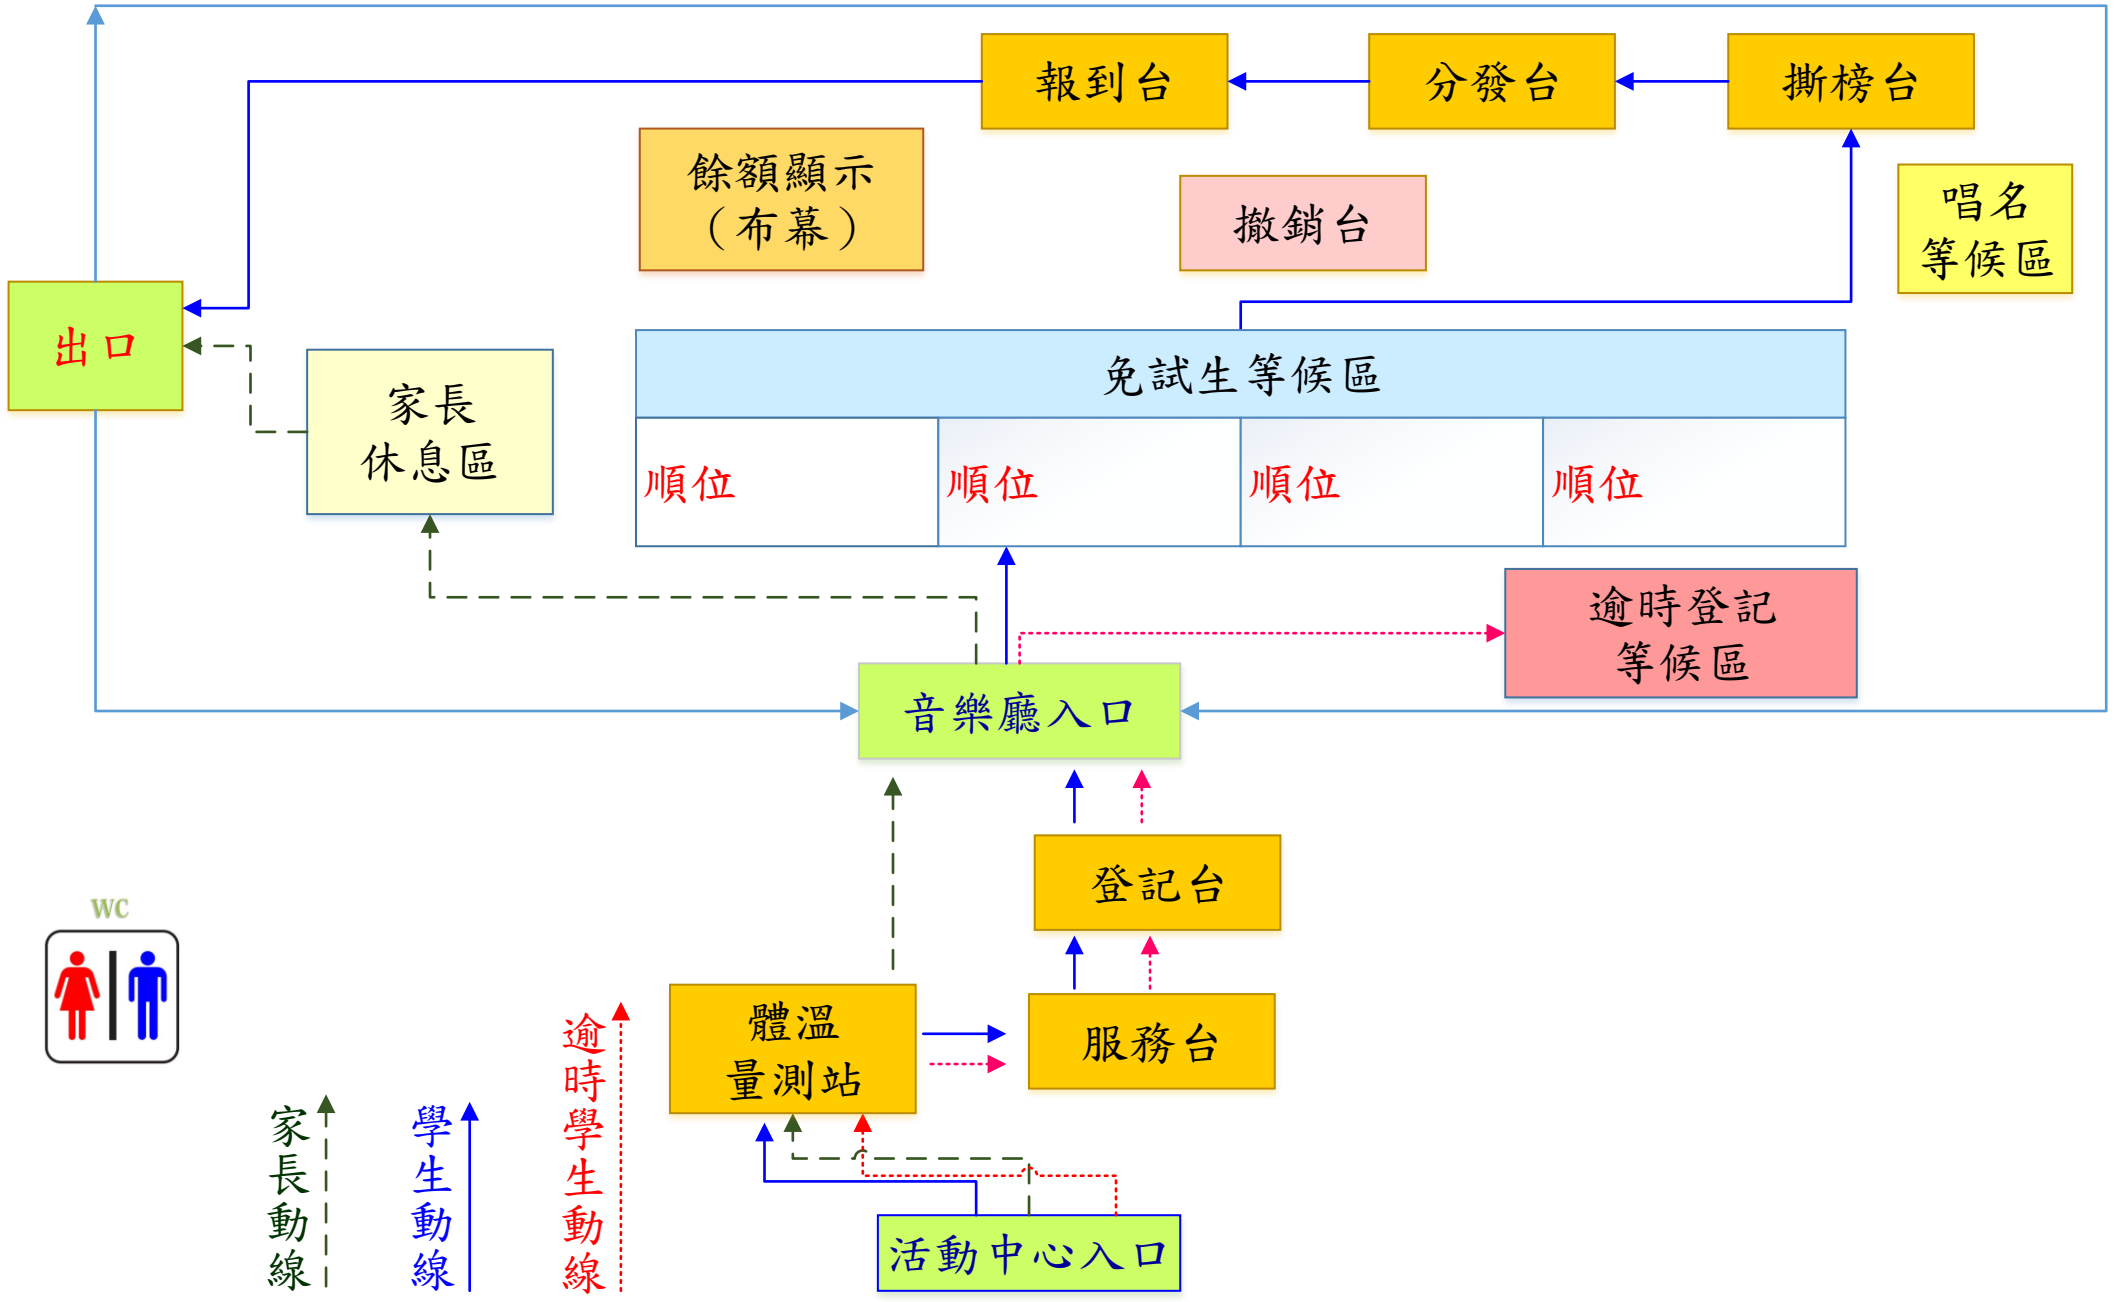 報到台
分發台
撕榜台
餘額顯示
（布幕）
撤銷台
唱名
等候區
出口
家長
休息區
免試生等候區
順位
順位
順位
順位
逾時登記
等候區
音樂廳入口
登記台
WC
體溫
量測站
服務台
家長動線
學生動線
逾時學生動線
活動中心入口